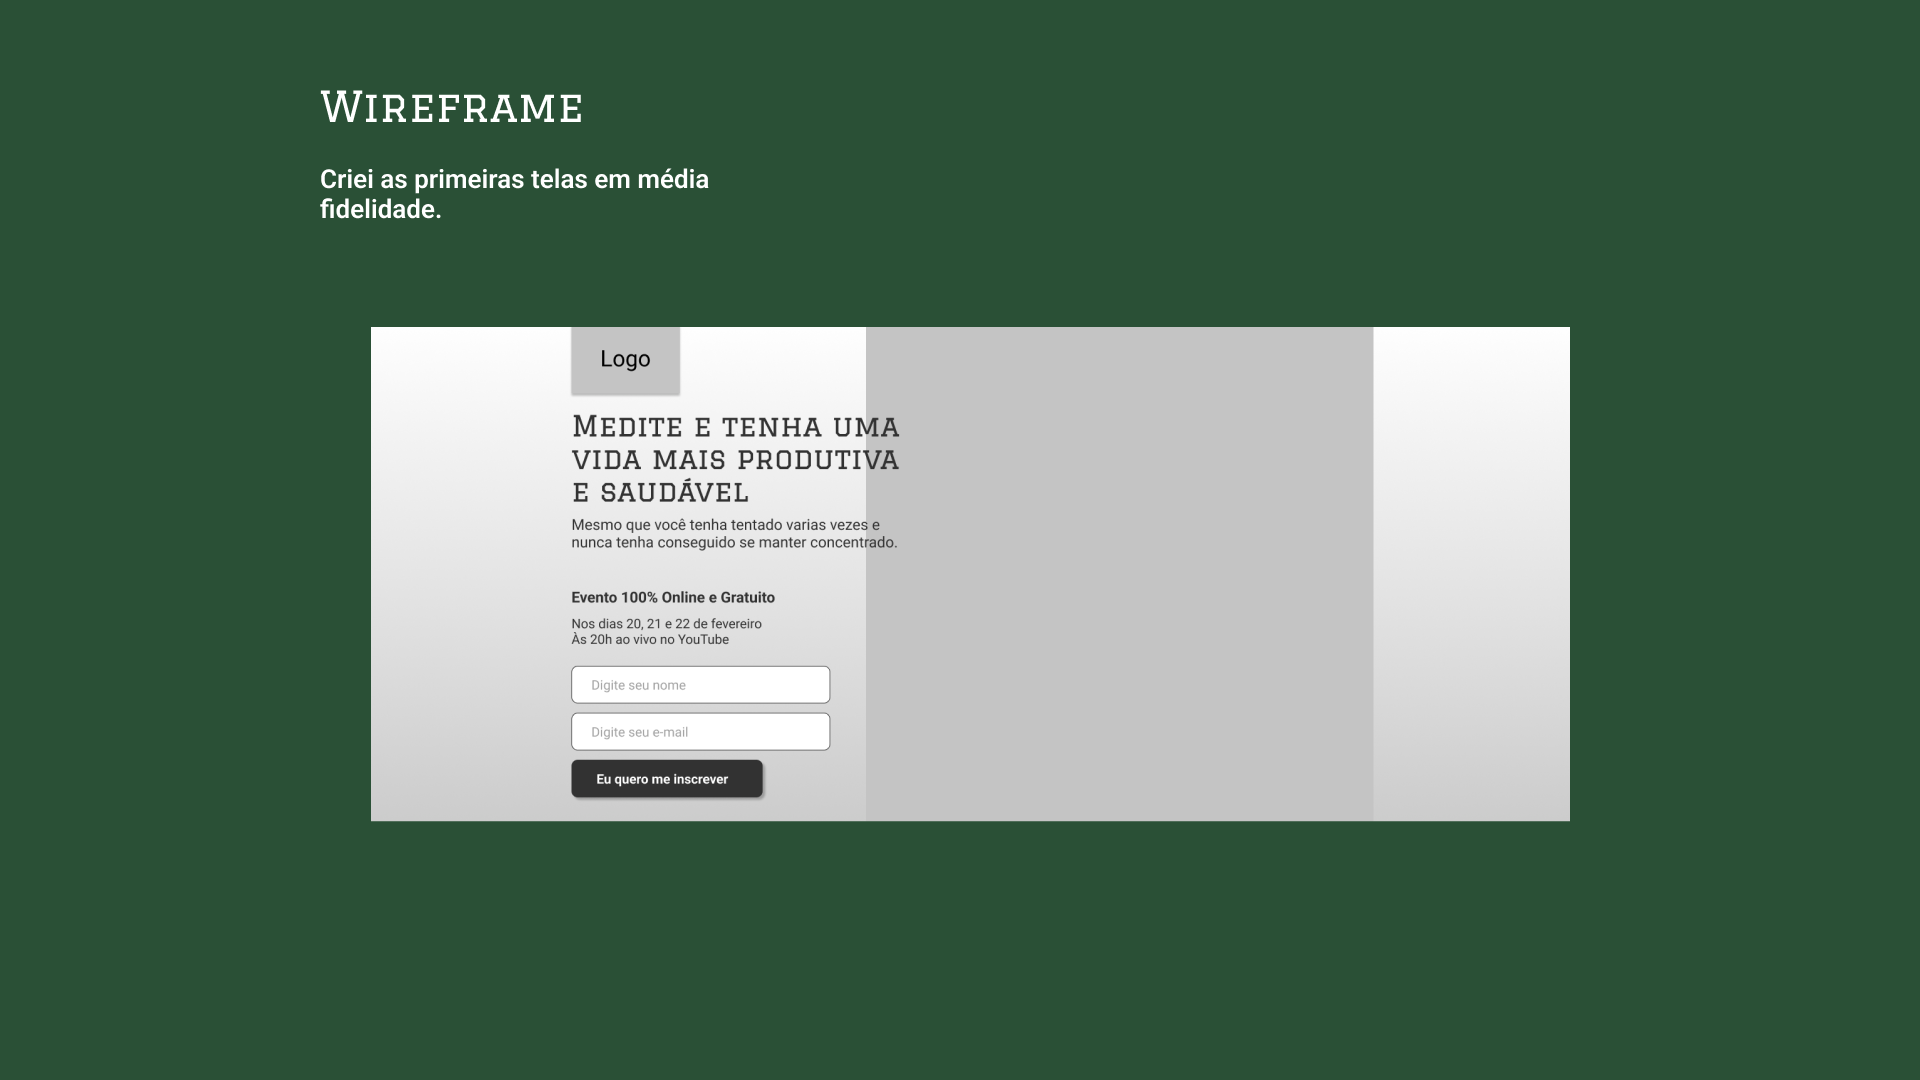 Wireframe
Criei as primeiras telas em média
fidelidade.
Logo
Medite e tenha uma
vida mais produtiva
e saudável
Mesmo que você tenha tentado varias vezes e
nunca tenha conseguido se manter concentrado.
Evento 100% Online e Gratuito
Nos dias 20, 21 e 22 de fevereiro
Às 20h ao vivo no YouTube
Digite seu nome
Digite seu e-mail
Eu quero me inscrever